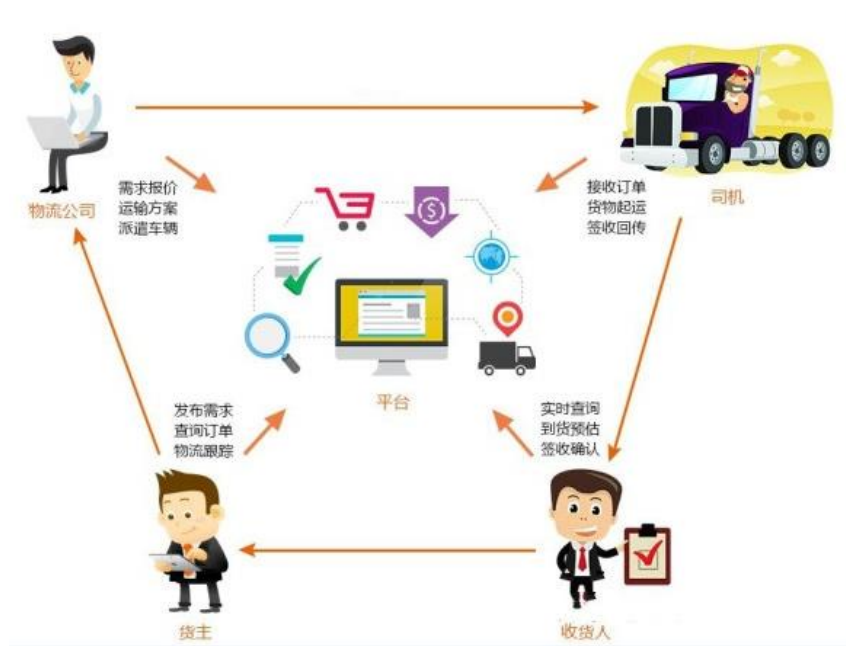 需求报价
运输方案
派遣车辆
物流公司
接收订单
货物起运
签收回传
司机
平台
发布需求
查询订单
物流跟踪
实时查询
到货预估
签收确认
货主
收货人